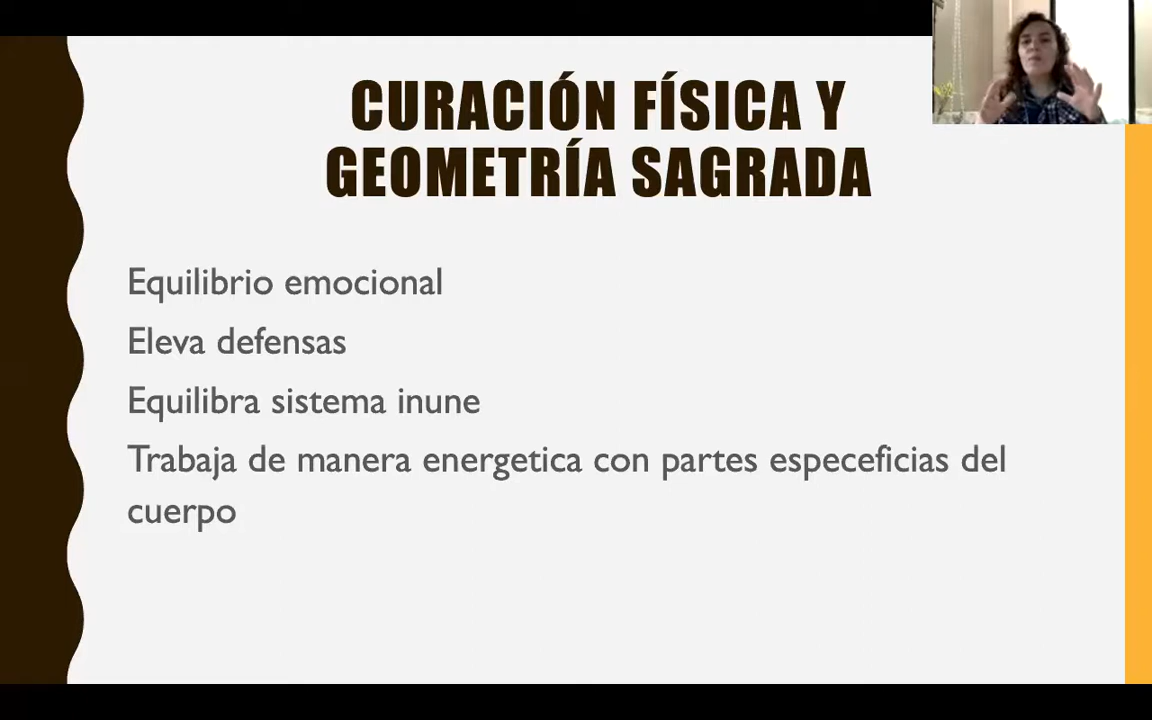 CURACIÓN FÍSICA Y
GEOMETRÍA SAGRADA
Equilibrio emocional
Eleva defensas
Equilibra sistema inune
Trabaja de manera energetica con partes especeficias del
cuerpo